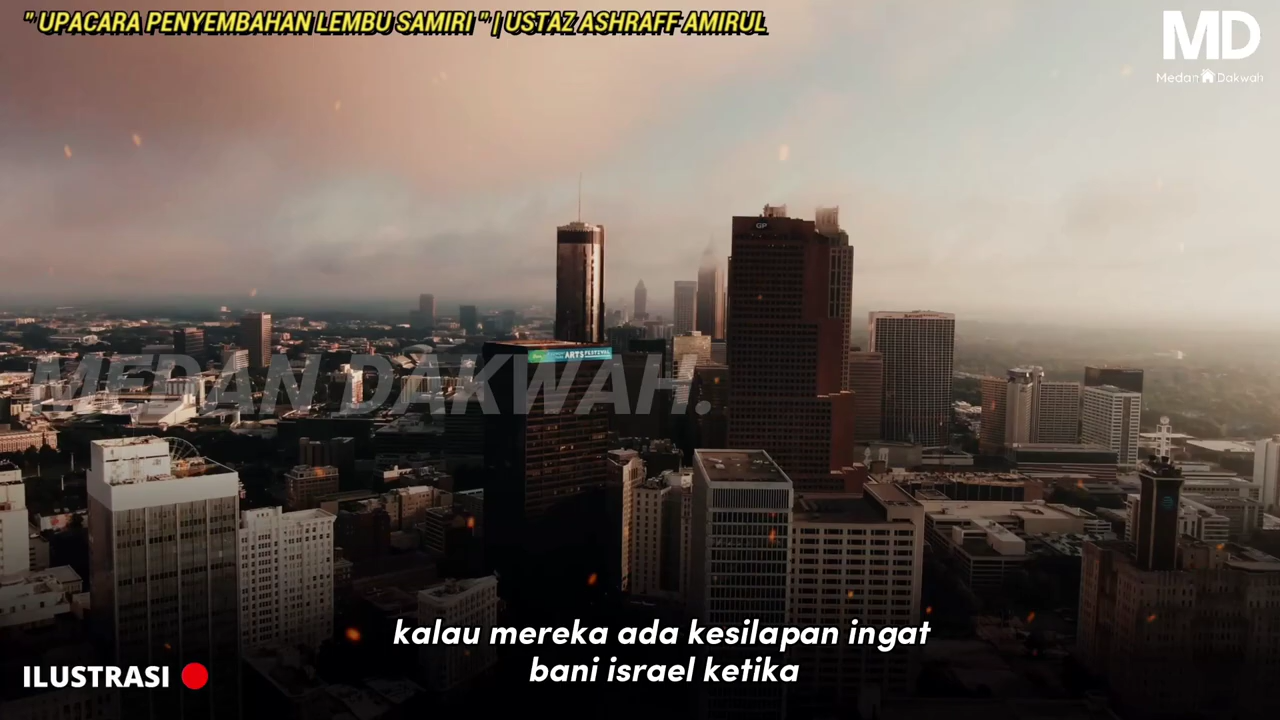 " UPACARA PENYEMBAHAN LEMBU SAMIRI " | USTAZ ASHRAFF AMIRUL
MD
Medan Dakwah
GP
ARTS FESTIVAL
MEDAN DAKWAH.
kalau mereka ada kesilapan ingat
bani israel ketika
ILUSTRASI